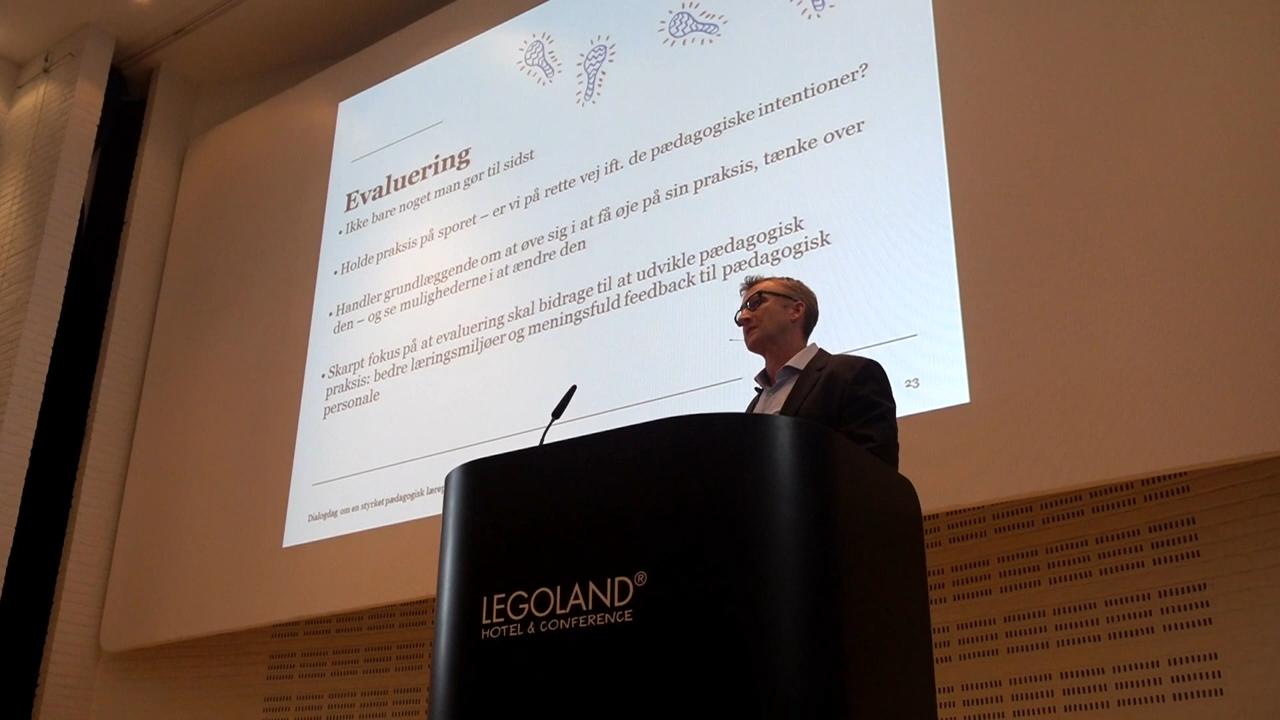 Evaluering
• Ikke bare noget man gør til sidst
• Holde praksis på sporet – er vi på rette vej ift. de pædagogiske intentioner?
• Handler grundlæggende om at øve sig i at få øje på sin praksis, tænke over
den – og se mulighederne i at ændre den
• Skarpt fokus på at evaluering skal bidrage til at udvikle pædagogisk
praksis: bedre læringsmiljøer og meningsfuld feedback til pædagogisk
personale
23
Dialogdag om en styrket pædagogisk
LEGOLAND®
HOTEL & CONFERENCE